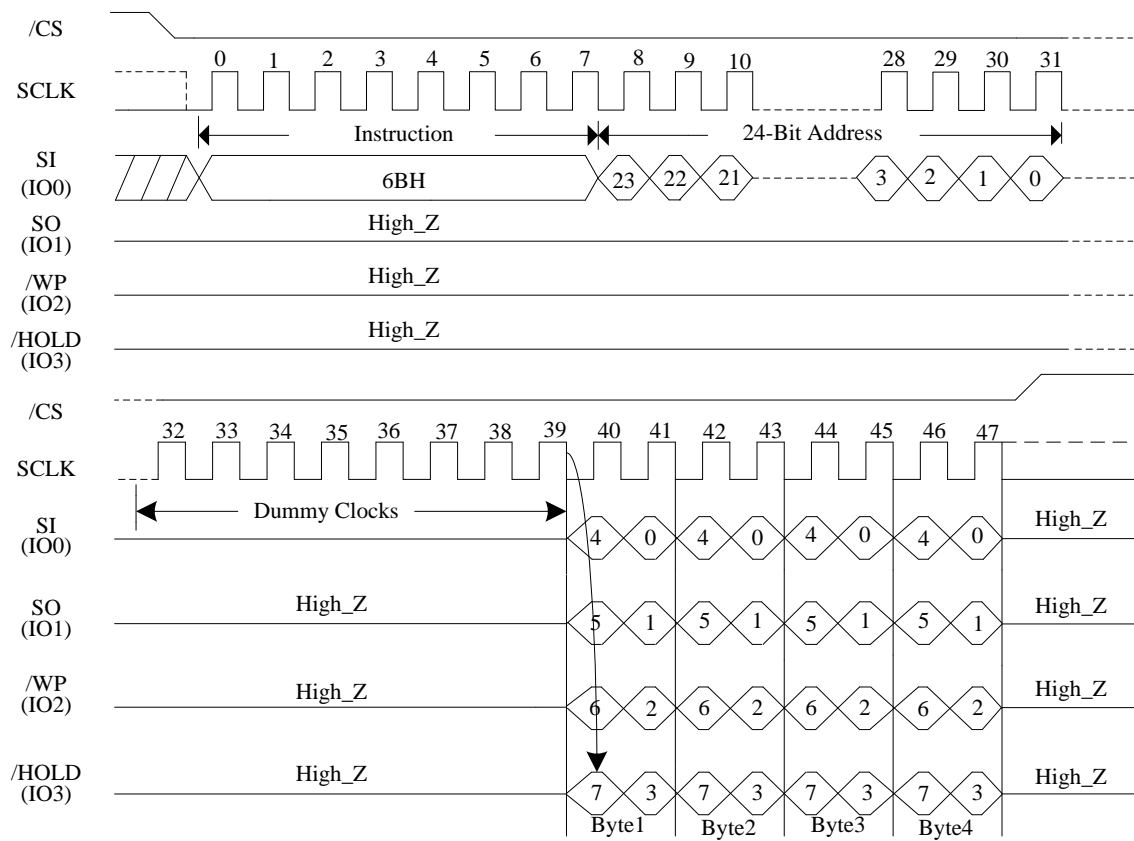 /CS
0 1 2 3 4 5 6 7 8 9 10 28 29 30 31
SCLK
Instruction 24-Bit Address
SI
(IO0)
6BH 23 22 21 3 2 1 0
SO
(IO1)
High_Z
/WP
(IO2)
High_Z
/HOLD
(IO3)
High_Z
/CS
32 33 34 35 36 37 38 39 40 41 42 43 44 45 46 47
SCLK
Dummy Clocks
SI
(IO0)
4 0 4 0 4 0 4 0 High_Z
SO
(IO1)
High_Z 5 1 5 1 5 1 5 1 High_Z
/WP
(IO2)
High_Z 6 2 6 2 6 2 6 2 High_Z
/HOLD
(IO3)
High_Z 7 3 7 3 7 3 7 3 High_Z
Byte1 Byte2 Byte3 Byte4